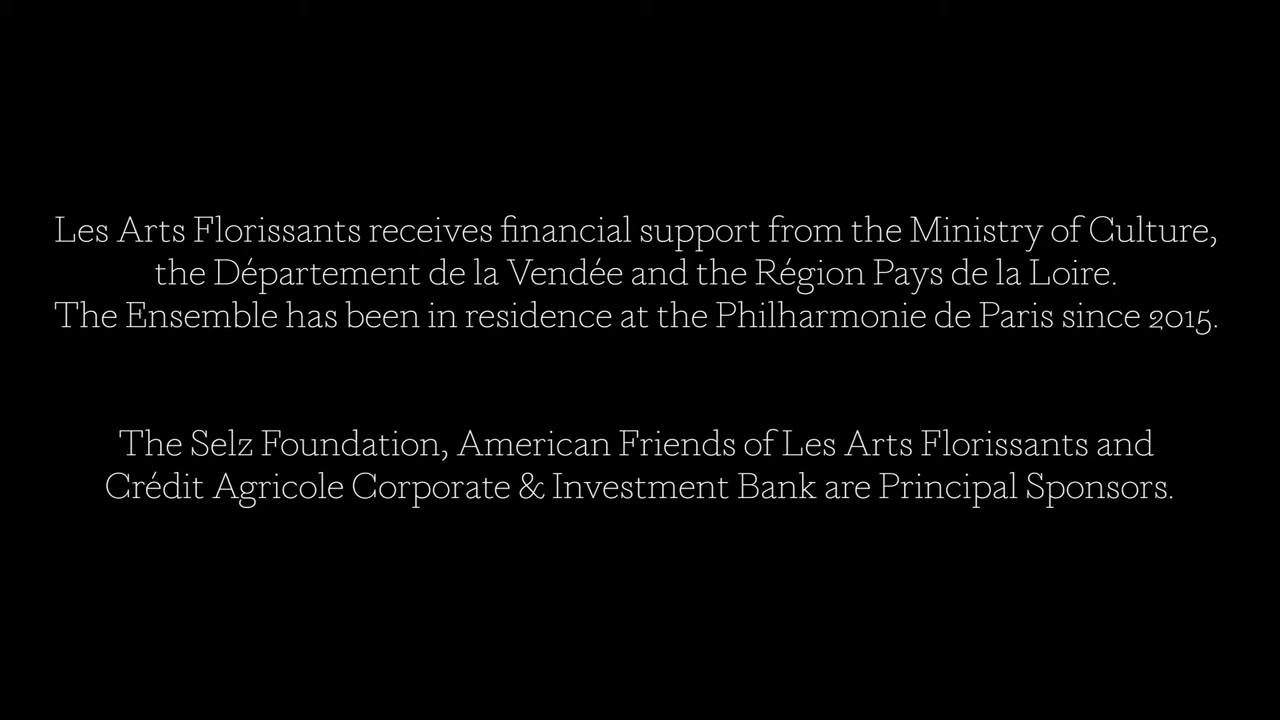 Les Arts Florissants receives financial support from the Ministry of Culture,
the Département de la Vendée and the Région Pays de la Loire.
The Ensemble has been in residence at the Philharmonie de Paris since 2015.
The Selz Foundation, American Friends of Les Arts Florissants and
Crédit Agricole Corporate & Investment Bank are Principal Sponsors.